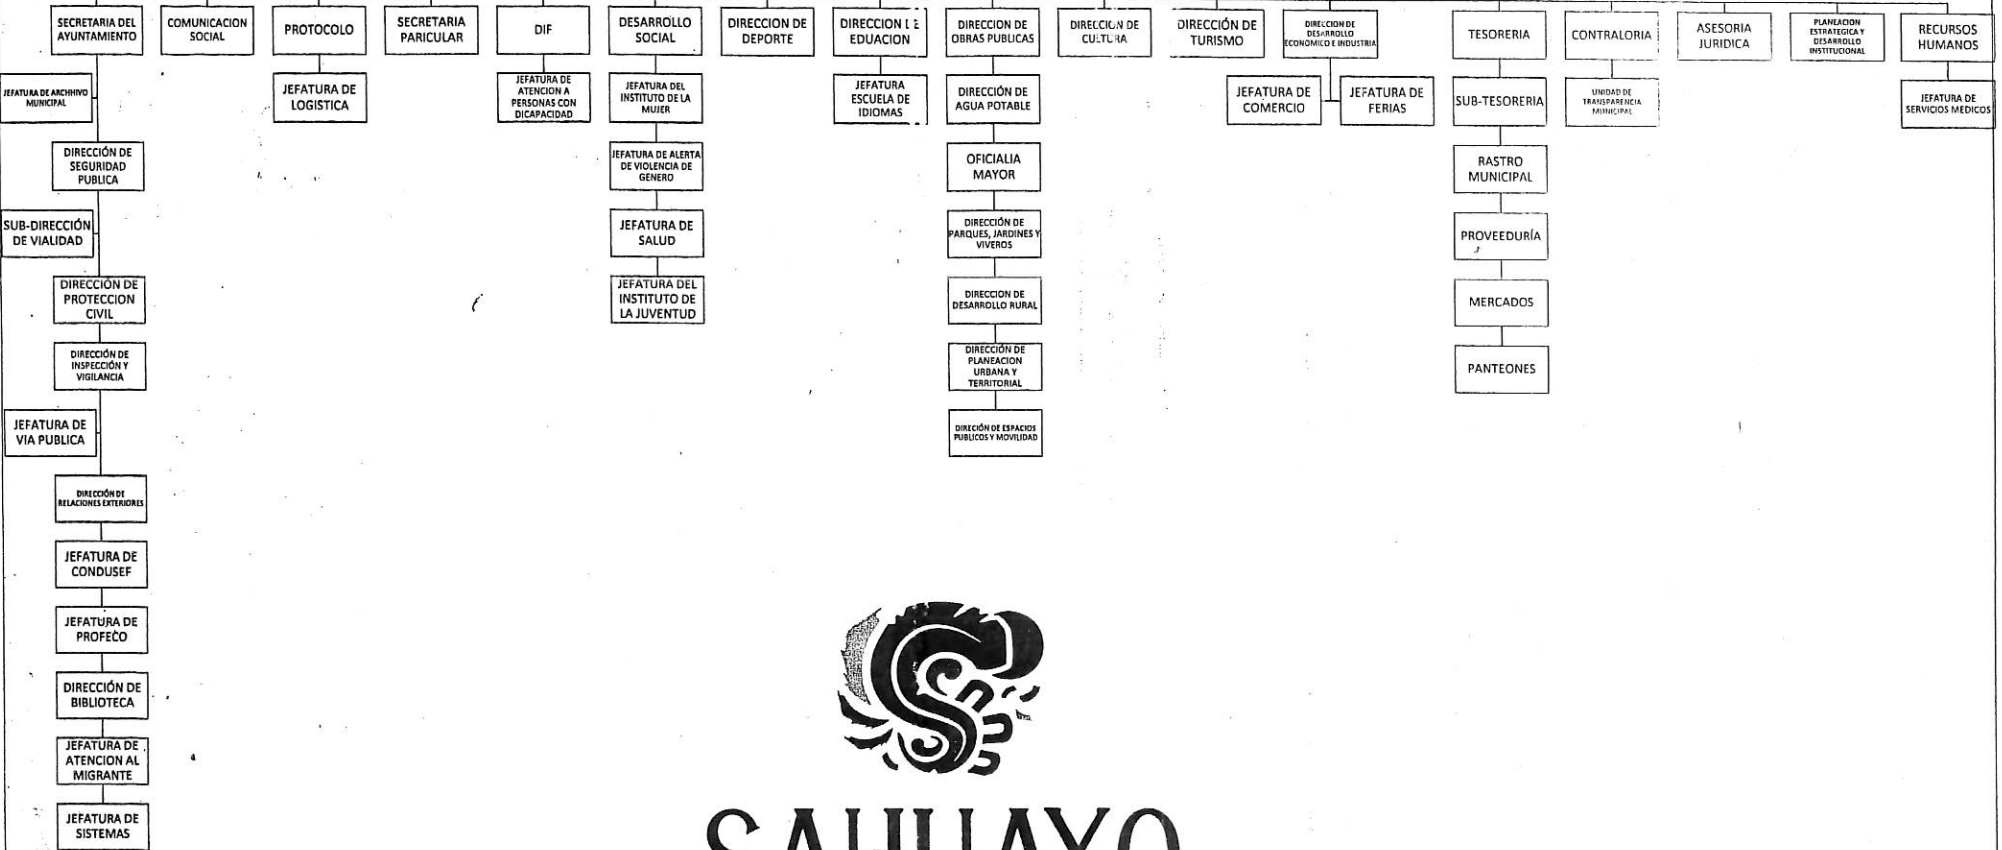 SECRETARIA DEL
AYUNTAMIENTO
COMUNICACION
SOCIAL
PROTOCOLO
SECRETARIA
PARICULAR
DIF
DESARROLLO
SOCIAL
DIRECCION DE
DEPORTE
DIRECCION DE
EDUACION
DIRECCION DE
OBRAS PUBLICAS
DIRECCION DE
CULTURA
DIRECCIÓN DE
TURISMO
DIRECCION DE
DESARROLLO
ECONOMICO E INDUSTRIA
TESORERIA
CONTRALORIA
ASESORIA
JURIDICA
PLANEACION
ESTRATEGICA Y
DESARROLLO
INSTITUCIONAL
RECURSOS
HUMANOS
JEFATURA DE ARCHHIVO
MUNICIPAL
JEFATURA DE
LOGISTICA
JEFATURA DE
ATENCION A
PERSONAS CON
DICAPACIDAD
JEFATURA DEL
INSTITUTO DE LA
MUJER
JEFATURA
ESCUELA DE
IDIOMAS
DIRECCIÓN DE
AGUA POTABLE
JEFATURA DE
COMERCIO
JEFATURA DE
FERIAS
SUB-TESORERIA
UNIDAD DE
TRANSPARENCIA
MUNICIPAL
JEFATURA DE
SERVICIOS MEDICOS
DIRECCIÓN DE
SEGURIDAD
PUBLICA
JEFATURA DE ALERTA
DE VIOLENCIA DE
GENERO
OFICIALIA
MAYOR
RASTRO
MUNICIPAL
SUB-DIRECCIÓN
DE VIALIDAD
JEFATURA DE
SALUD
DIRECCIÓN DE
PARQUES, JARDINES Y
VIVEROS
PROVEEDURÍA
DIRECCIÓN DE
PROTECCION
CIVIL
JEFATURA DEL
INSTITUTO DE
LA JUVENTUD
DIRECCION DE
DESARROLLO RURAL
MERCADOS
DIRECCIÓN DE
INSPECCIÓN Y
VIGILANCIA
DIRECCIÓN DE
PLANEACION
URBANA Y
TERRITORIAL
PANTEONES
JEFATURA DE
VIA PUBLICA
DIRECIÓN DE ESPACIOS
PUBLICOS Y MOVILIDAD
DIRECCIÓN DE
RELACIONES EXTERIORES
JEFATURA DE
CONDUSEF
JEFATURA DE
PROFECO
DIRECCIÓN DE
BIBLIOTECA
JEFATURA DE
ATENCION AL
MIGRANTE
JEFATURA DE
SISTEMAS
SAHUAYO